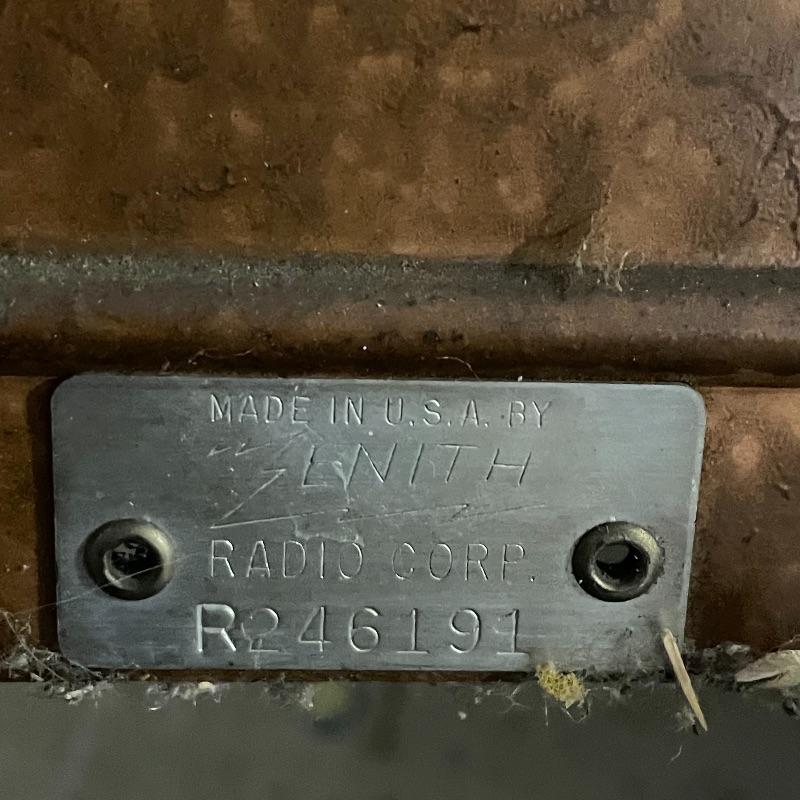 MADE IN U.S.A. BY
ZENITH
RADIO CORP.
R246191